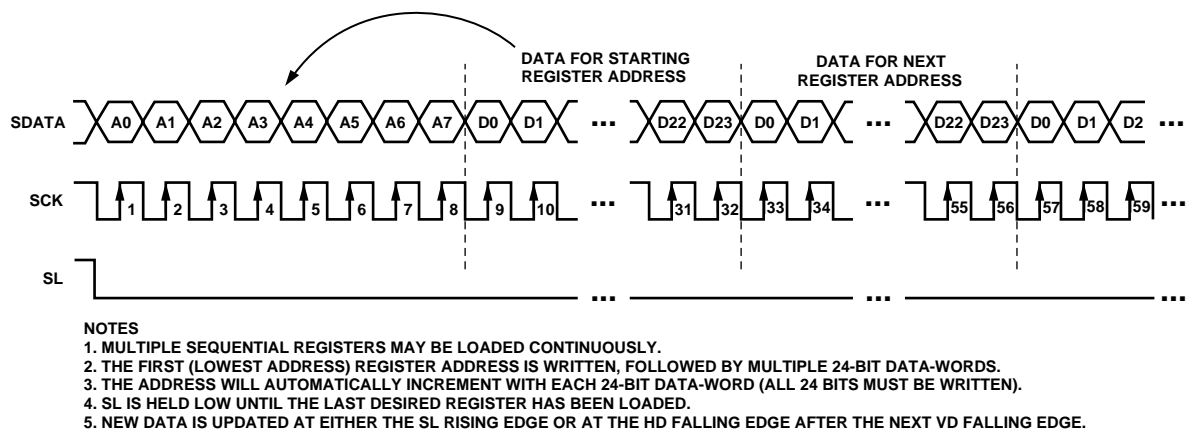 DATA FOR STARTING
REGISTER ADDRESS
DATA FOR NEXT
REGISTER ADDRESS
SDATA A0 A1 A2 A3 A4 A5 A6 A7 D0 D1 ... D22 D23 D0 D1 ... D22 D23 D0 D1 D2 ...
SCK 1 2 3 4 5 6 7 8 9 10 ... 31 32 33 34 ... 55 56 57 58 59 ...
SL ... ... ...
NOTES
1. MULTIPLE SEQUENTIAL REGISTERS MAY BE LOADED CONTINUOUSLY.
2. THE FIRST (LOWEST ADDRESS) REGISTER ADDRESS IS WRITTEN, FOLLOWED BY MULTIPLE 24-BIT DATA-WORDS.
3. THE ADDRESS WILL AUTOMATICALLY INCREMENT WITH EACH 24-BIT DATA-WORD (ALL 24 BITS MUST BE WRITTEN).
4. SL IS HELD LOW UNTIL THE LAST DESIRED REGISTER HAS BEEN LOADED.
5. NEW DATA IS UPDATED AT EITHER THE SL RISING EDGE OR AT THE HD FALLING EDGE AFTER THE NEXT VD FALLING EDGE.